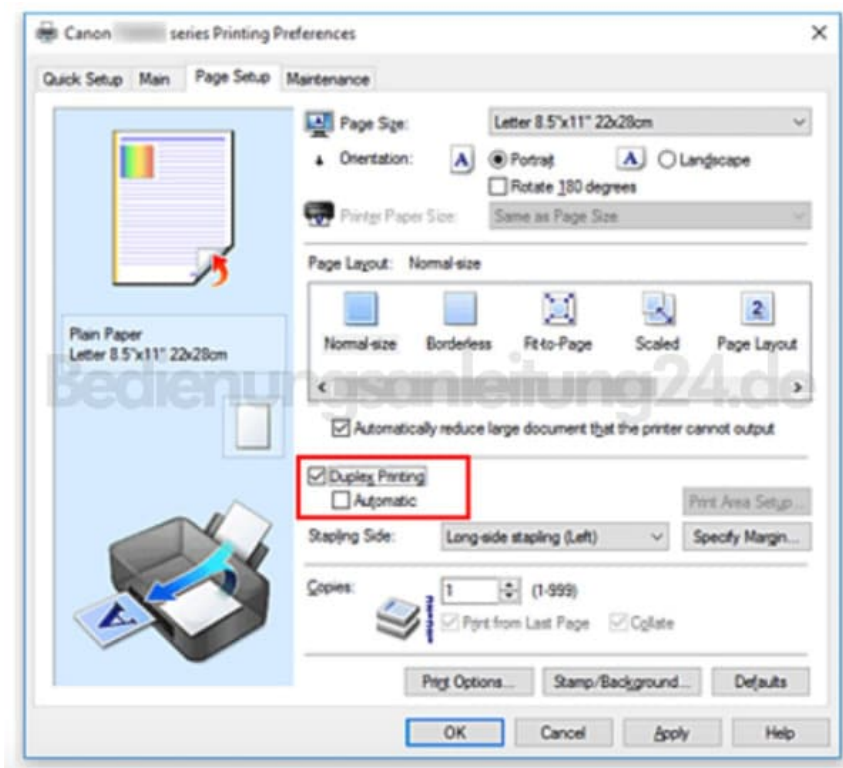 Canon series Printing Preferences
Quick Setup Main Page Setup Maintenance
Page Size: Letter 8.5"x11" 22x28cm
Orientation: A Portrait A Landscape
Rotate 180 degrees
Printer Paper Size: Same as Page Size
Page Layout: Normal-size
2
Normal-size Borderless Fit-to-Page Scaled Page Layout
Plain Paper
Letter 8.5"x11" 22x28cm
Bedienungsanleitung24.de
Automatically reduce large document that the printer cannot output
Duplex Printing
Automatic
Print Area Setup...
Stapling Side: Long-side stapling (Left) Specify Margin...
Copies: 1 (1-999)
Print from Last Page Collate
A
Print Options... Stamp/Background... Defaults
OK Cancel Apply Help